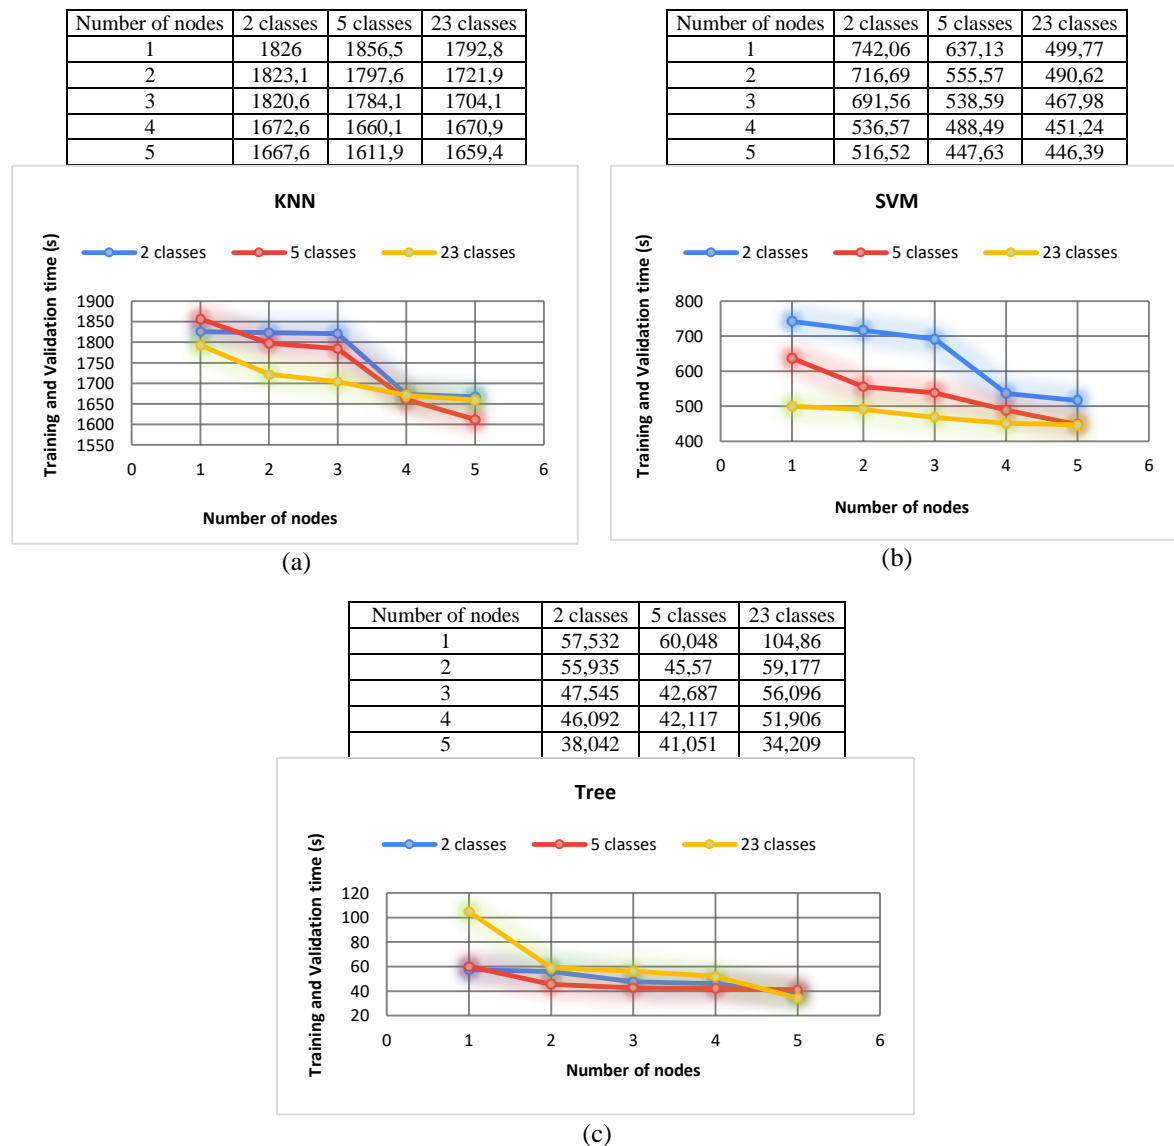 Number of nodes 2 classes 5 classes 23 classes
1 1826 1856,5 1792,8
2 1823,1 1797,6 1721,9
3 1820,6 1784,1 1704,1
4 1672,6 1660,1 1670,9
5 1667,6 1611,9 1659,4
KNN
2 classes 5 classes 23 classes
Training and Validation time (s)
1900
1850
1800
1750
1700
1650
1600
1550
0 1 2 3 4 5 6
Number of nodes
(a)
Number of nodes 2 classes 5 classes 23 classes
1 742,06 637,13 499,77
2 716,69 555,57 490,62
3 691,56 538,59 467,98
4 536,57 488,49 451,24
5 516,52 447,63 446,39
SVM
2 classes 5 classes 23 classes
Training and Validation time (s)
800
700
600
500
400
0 1 2 3 4 5 6
Number of nodes
(b)
Number of nodes 2 classes 5 classes 23 classes
1 57,532 60,048 104,86
2 55,935 45,57 59,177
3 47,545 42,687 56,096
4 46,092 42,117 51,906
5 38,042 41,051 34,209
Tree
2 classes 5 classes 23 classes
Training and Validation time (s)
120
100
80
60
40
20
0 1 2 3 4 5 6
Number of nodes
(c)